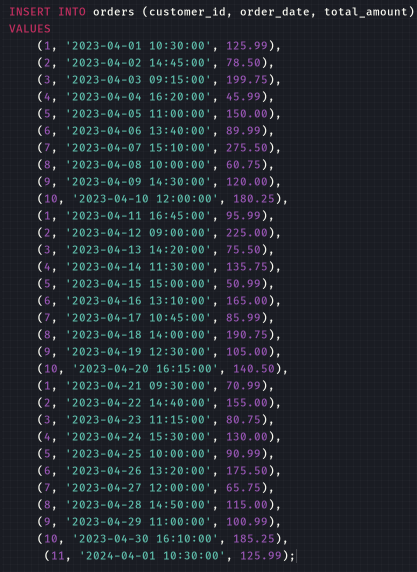 INSERT INTO orders (customer_id, order_date, total_amount)
VALUES
(1, '2023-04-01 10:30:00', 125.99),
(2, '2023-04-02 14:45:00', 78.50),
(3, '2023-04-03 09:15:00', 199.75),
(4, '2023-04-04 16:20:00', 45.99),
(5, '2023-04-05 11:00:00', 150.00),
(6, '2023-04-06 13:40:00', 89.99),
(7, '2023-04-07 15:10:00', 275.50),
(8, '2023-04-08 10:00:00', 60.75),
(9, '2023-04-09 14:30:00', 120.00),
(10, '2023-04-10 12:00:00', 180.25),
(1, '2023-04-11 16:45:00', 95.99),
(2, '2023-04-12 09:00:00', 225.00),
(3, '2023-04-13 14:20:00', 75.50),
(4, '2023-04-14 11:30:00', 135.75),
(5, '2023-04-15 15:00:00', 50.99),
(6, '2023-04-16 13:10:00', 165.00),
(7, '2023-04-17 10:45:00', 85.99),
(8, '2023-04-18 14:00:00', 190.75),
(9, '2023-04-19 12:30:00', 105.00),
(10, '2023-04-20 16:15:00', 140.50),
(1, '2023-04-21 09:30:00', 70.99),
(2, '2023-04-22 14:40:00', 155.00),
(3, '2023-04-23 11:15:00', 80.75),
(4, '2023-04-24 15:30:00', 130.00),
(5, '2023-04-25 10:00:00', 90.99),
(6, '2023-04-26 13:20:00', 175.50),
(7, '2023-04-27 12:00:00', 65.75),
(8, '2023-04-28 14:50:00', 115.00),
(9, '2023-04-29 11:00:00', 100.99),
(10, '2023-04-30 16:10:00', 185.25),
(11, '2024-04-01 10:30:00', 125.99);